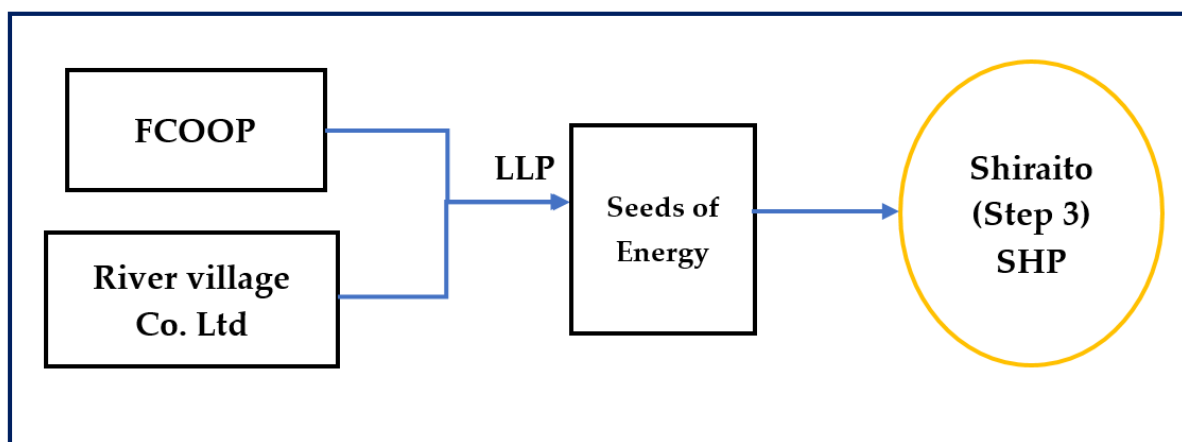 FCOOP
River village
Co. Ltd
LLP
Seeds of
Energy
Shiraito
(Step 3)
SHP